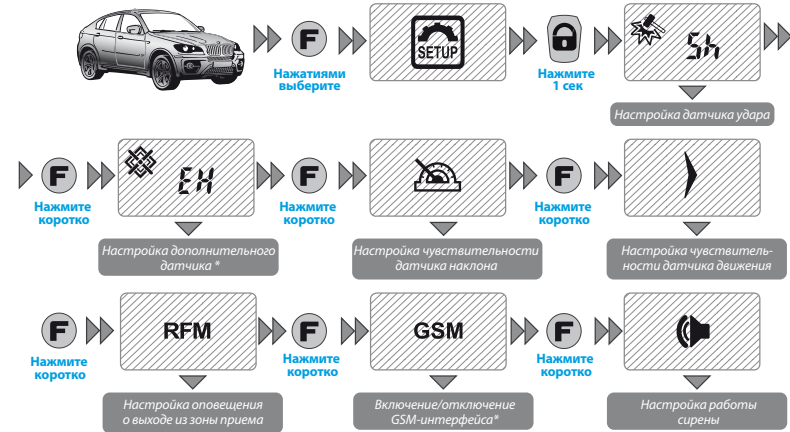 F
SETUP
Sh
Нажатиями
выберите
Нажмите
1 сек
Настройка датчика удара
F
EH
F
F
Нажмите
коротко
Нажмите
коротко
Нажмите
коротко
Настройка дополнительного
датчика *
Настройка чувствительности
датчика наклона
Настройка чувствитель-
ности датчика движения
F
RFM
F
GSM
F
Нажмите
коротко
Нажмите
коротко
Нажмите
коротко
Настройка оповещения
о выходе из зоны приема
Включение/отключение
GSM-интерфейса*
Настройка работы
сирены